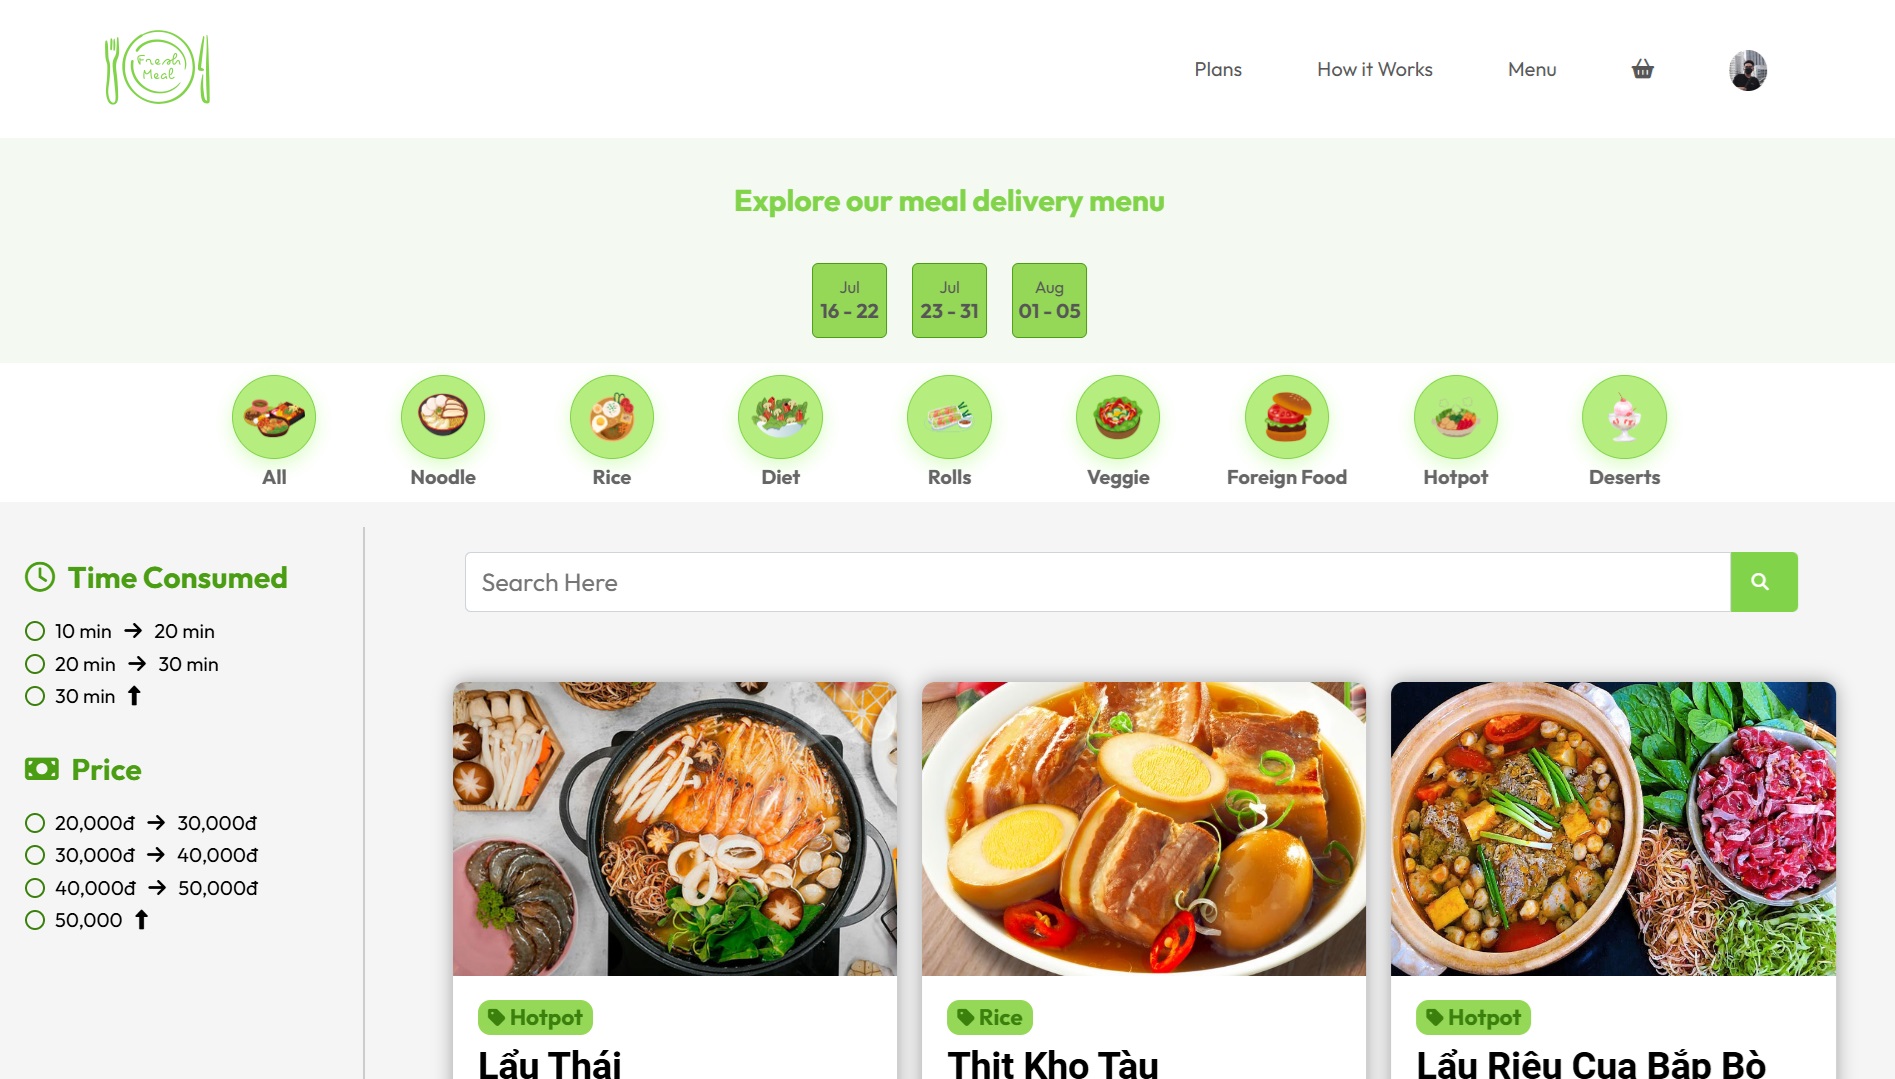 Fresh
Meal
Plans
How it Works
Menu
Explore our meal delivery menu
Jul
16 - 22
Jul
23 - 31
Aug
01 - 05
All
Noodle
Rice
Diet
Rolls
Veggie
Foreign Food
Hotpot
Deserts
Time Consumed
10 min → 20 min
20 min → 30 min
30 min ⬆
Price
20,000đ → 30,000đ
30,000đ → 40,000đ
40,000đ → 50,000đ
50,000 ⬆
Search Here
Hotpot
Lẩu Thái
Rice
Thịt Kho Tàu
Hotpot
Lẩu Riêu Cua Bắp Bò